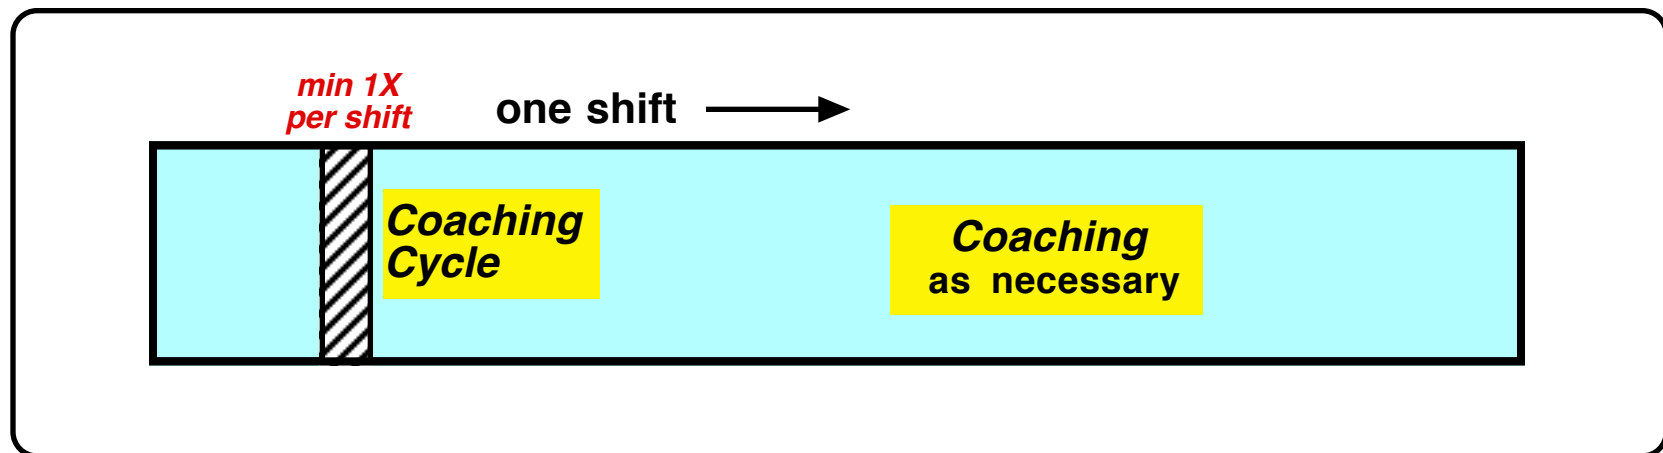 min 1X
per shift
one shift
Coaching
Cycle
Coaching
as necessary